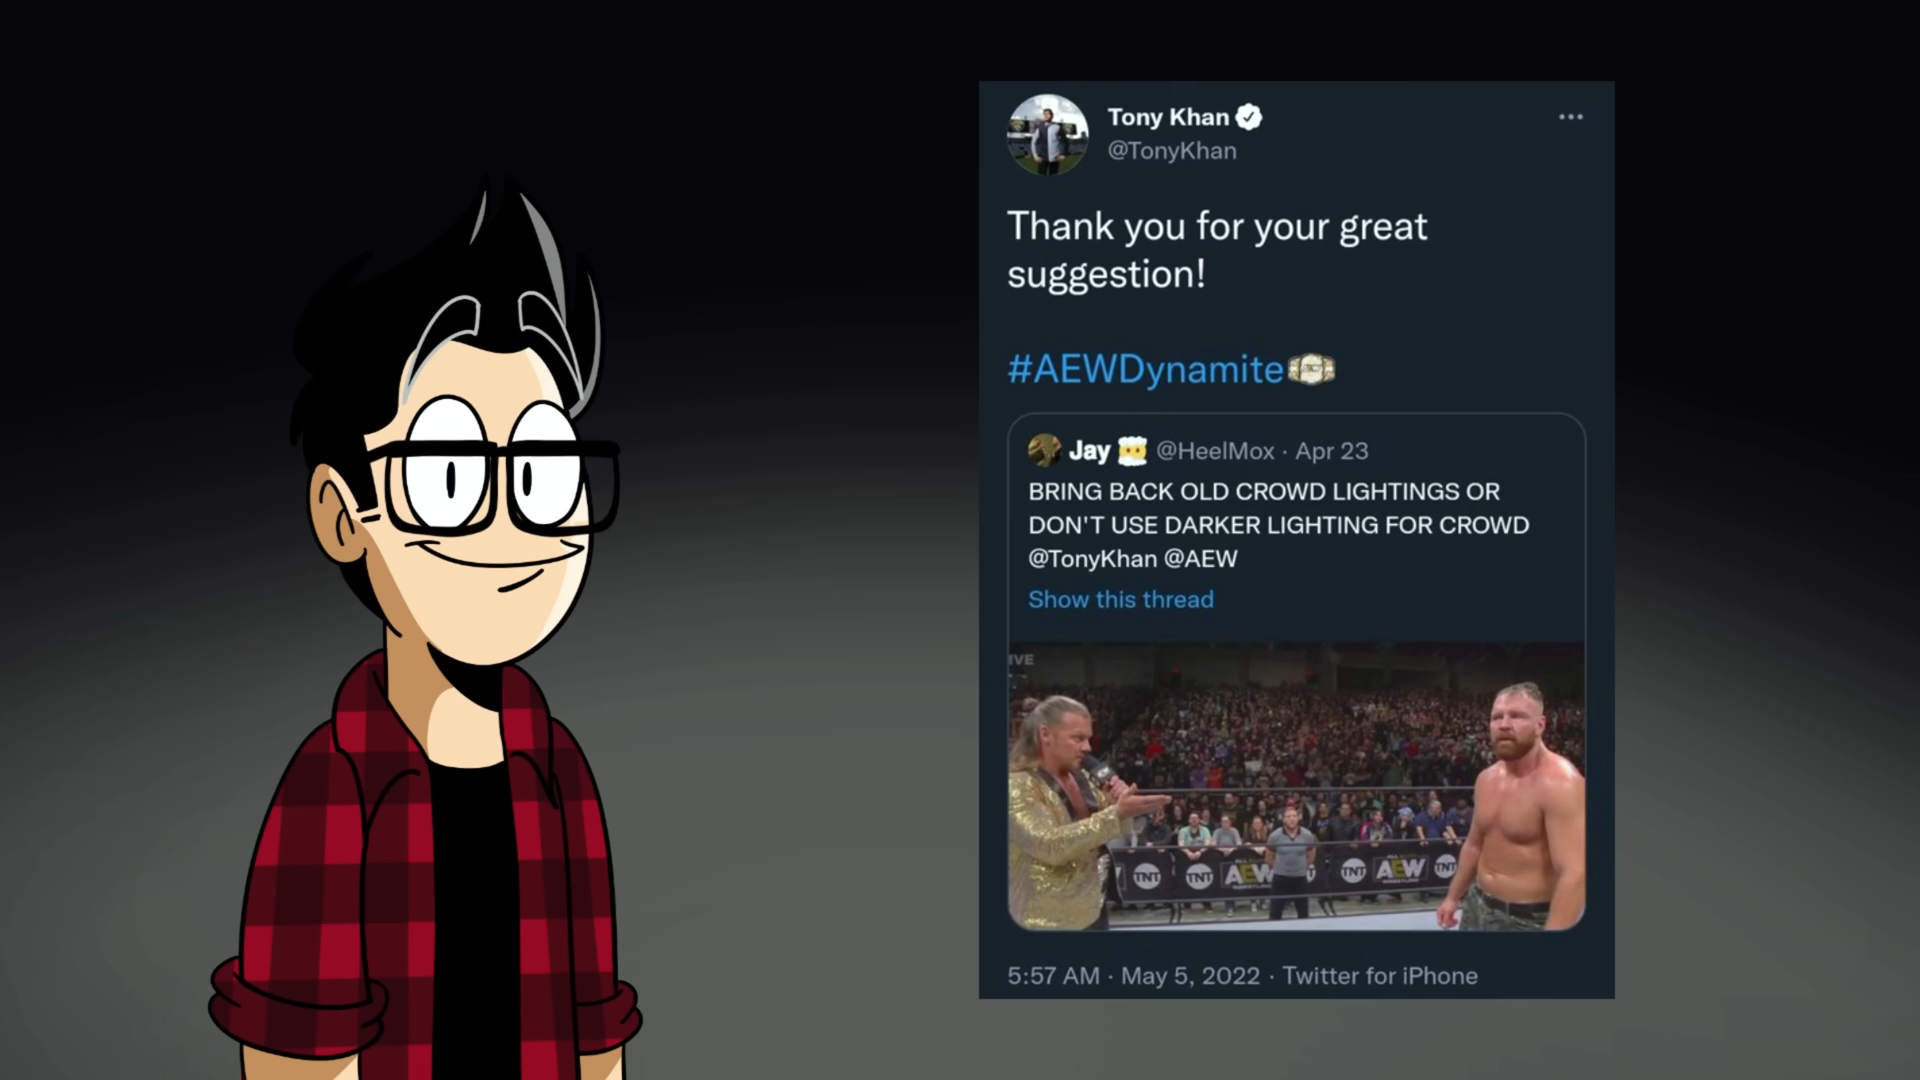 Tony Khan
@TonyKhan
Thank you for your great
suggestion!
#AEWDynamite
Jay @HeelMox · Apr 23
BRING BACK OLD CROWD LIGHTINGS OR
DON'T USE DARKER LIGHTING FOR CROWD
@TonyKhan @AEW
Show this thread
IVE
TNT TNT AEW TNT AEW TNT
5:57 AM · May 5, 2022 · Twitter for iPhone